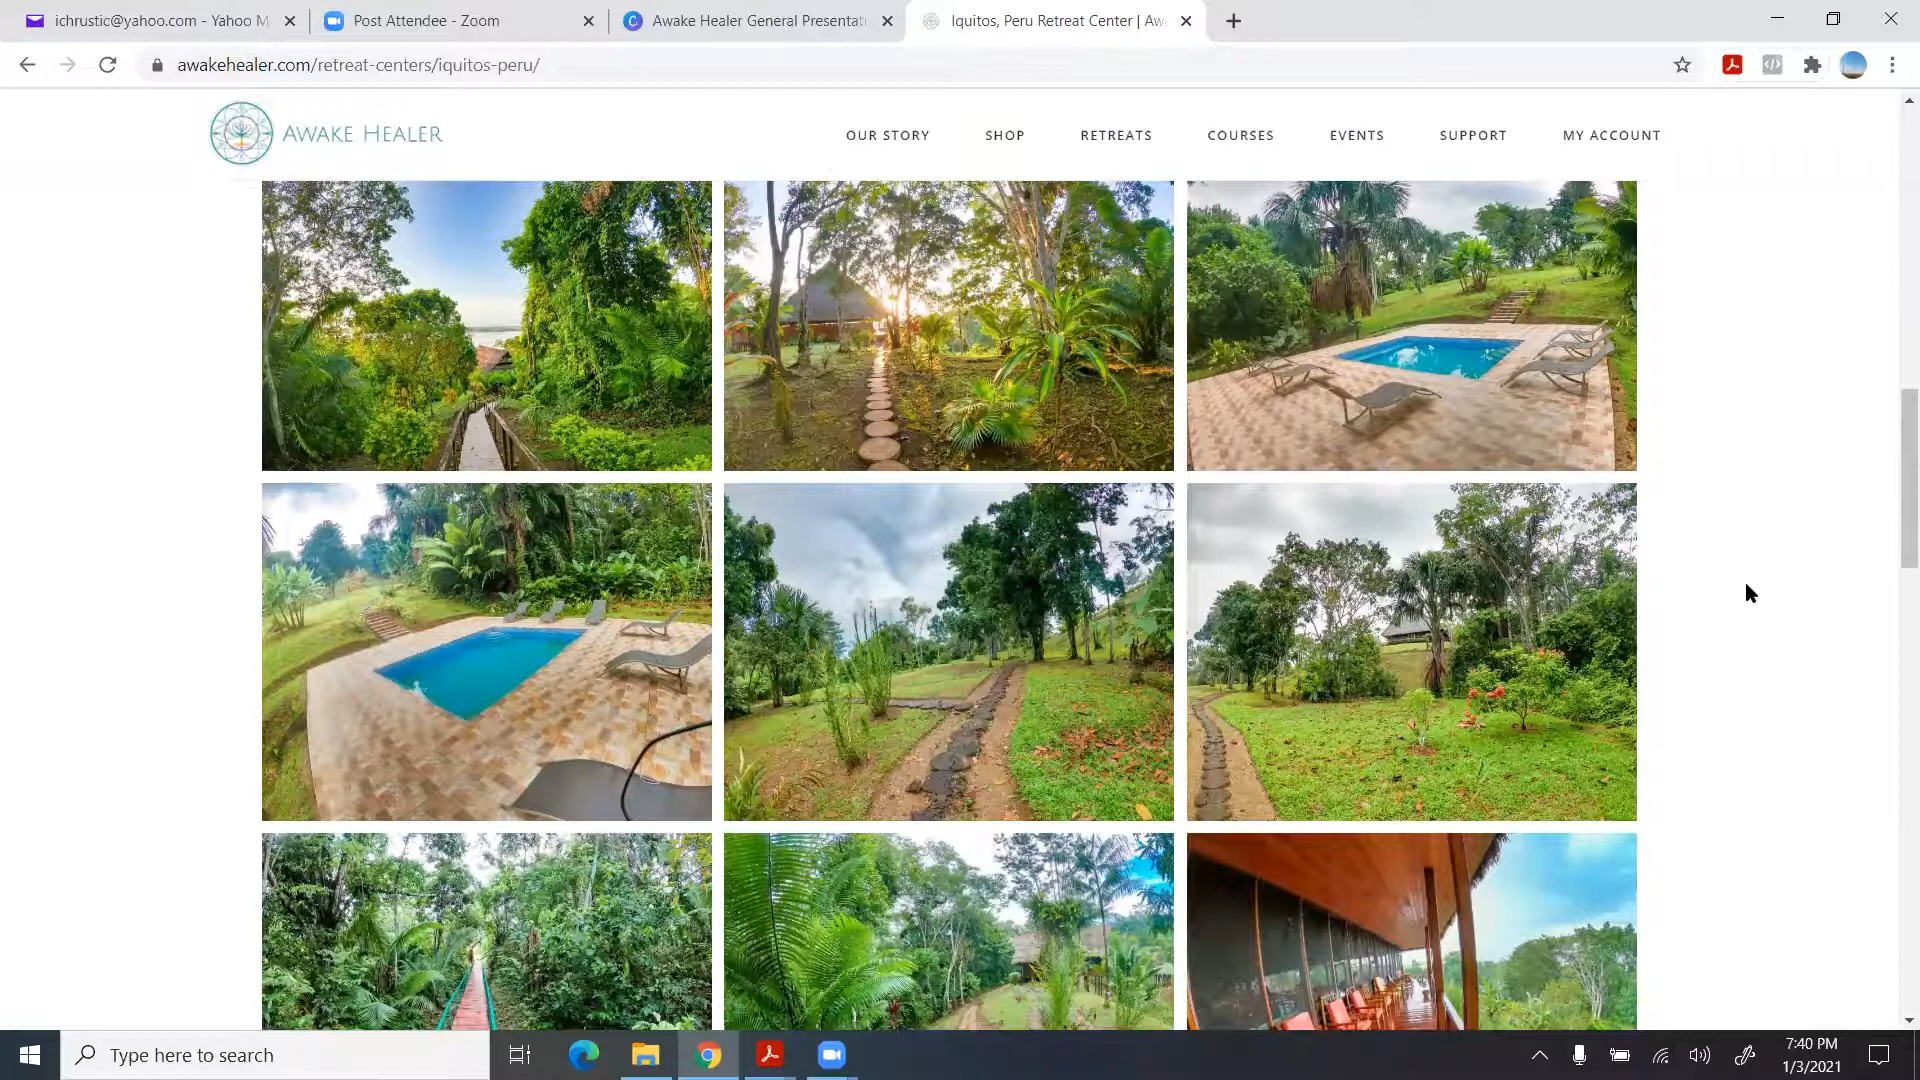 ichrustic@yahoo.com - Yahoo M
Post Attendee - Zoom
Awake Healer General Presentat
Iquitos, Peru Retreat Center | Aw
awakehealer.com/retreat-centers/iquitos-peru/
AWAKE HEALER
OUR STORY
SHOP
RETREATS
COURSES
EVENTS
SUPPORT
MY ACCOUNT
Type here to search
7:40 PM
1/3/2021